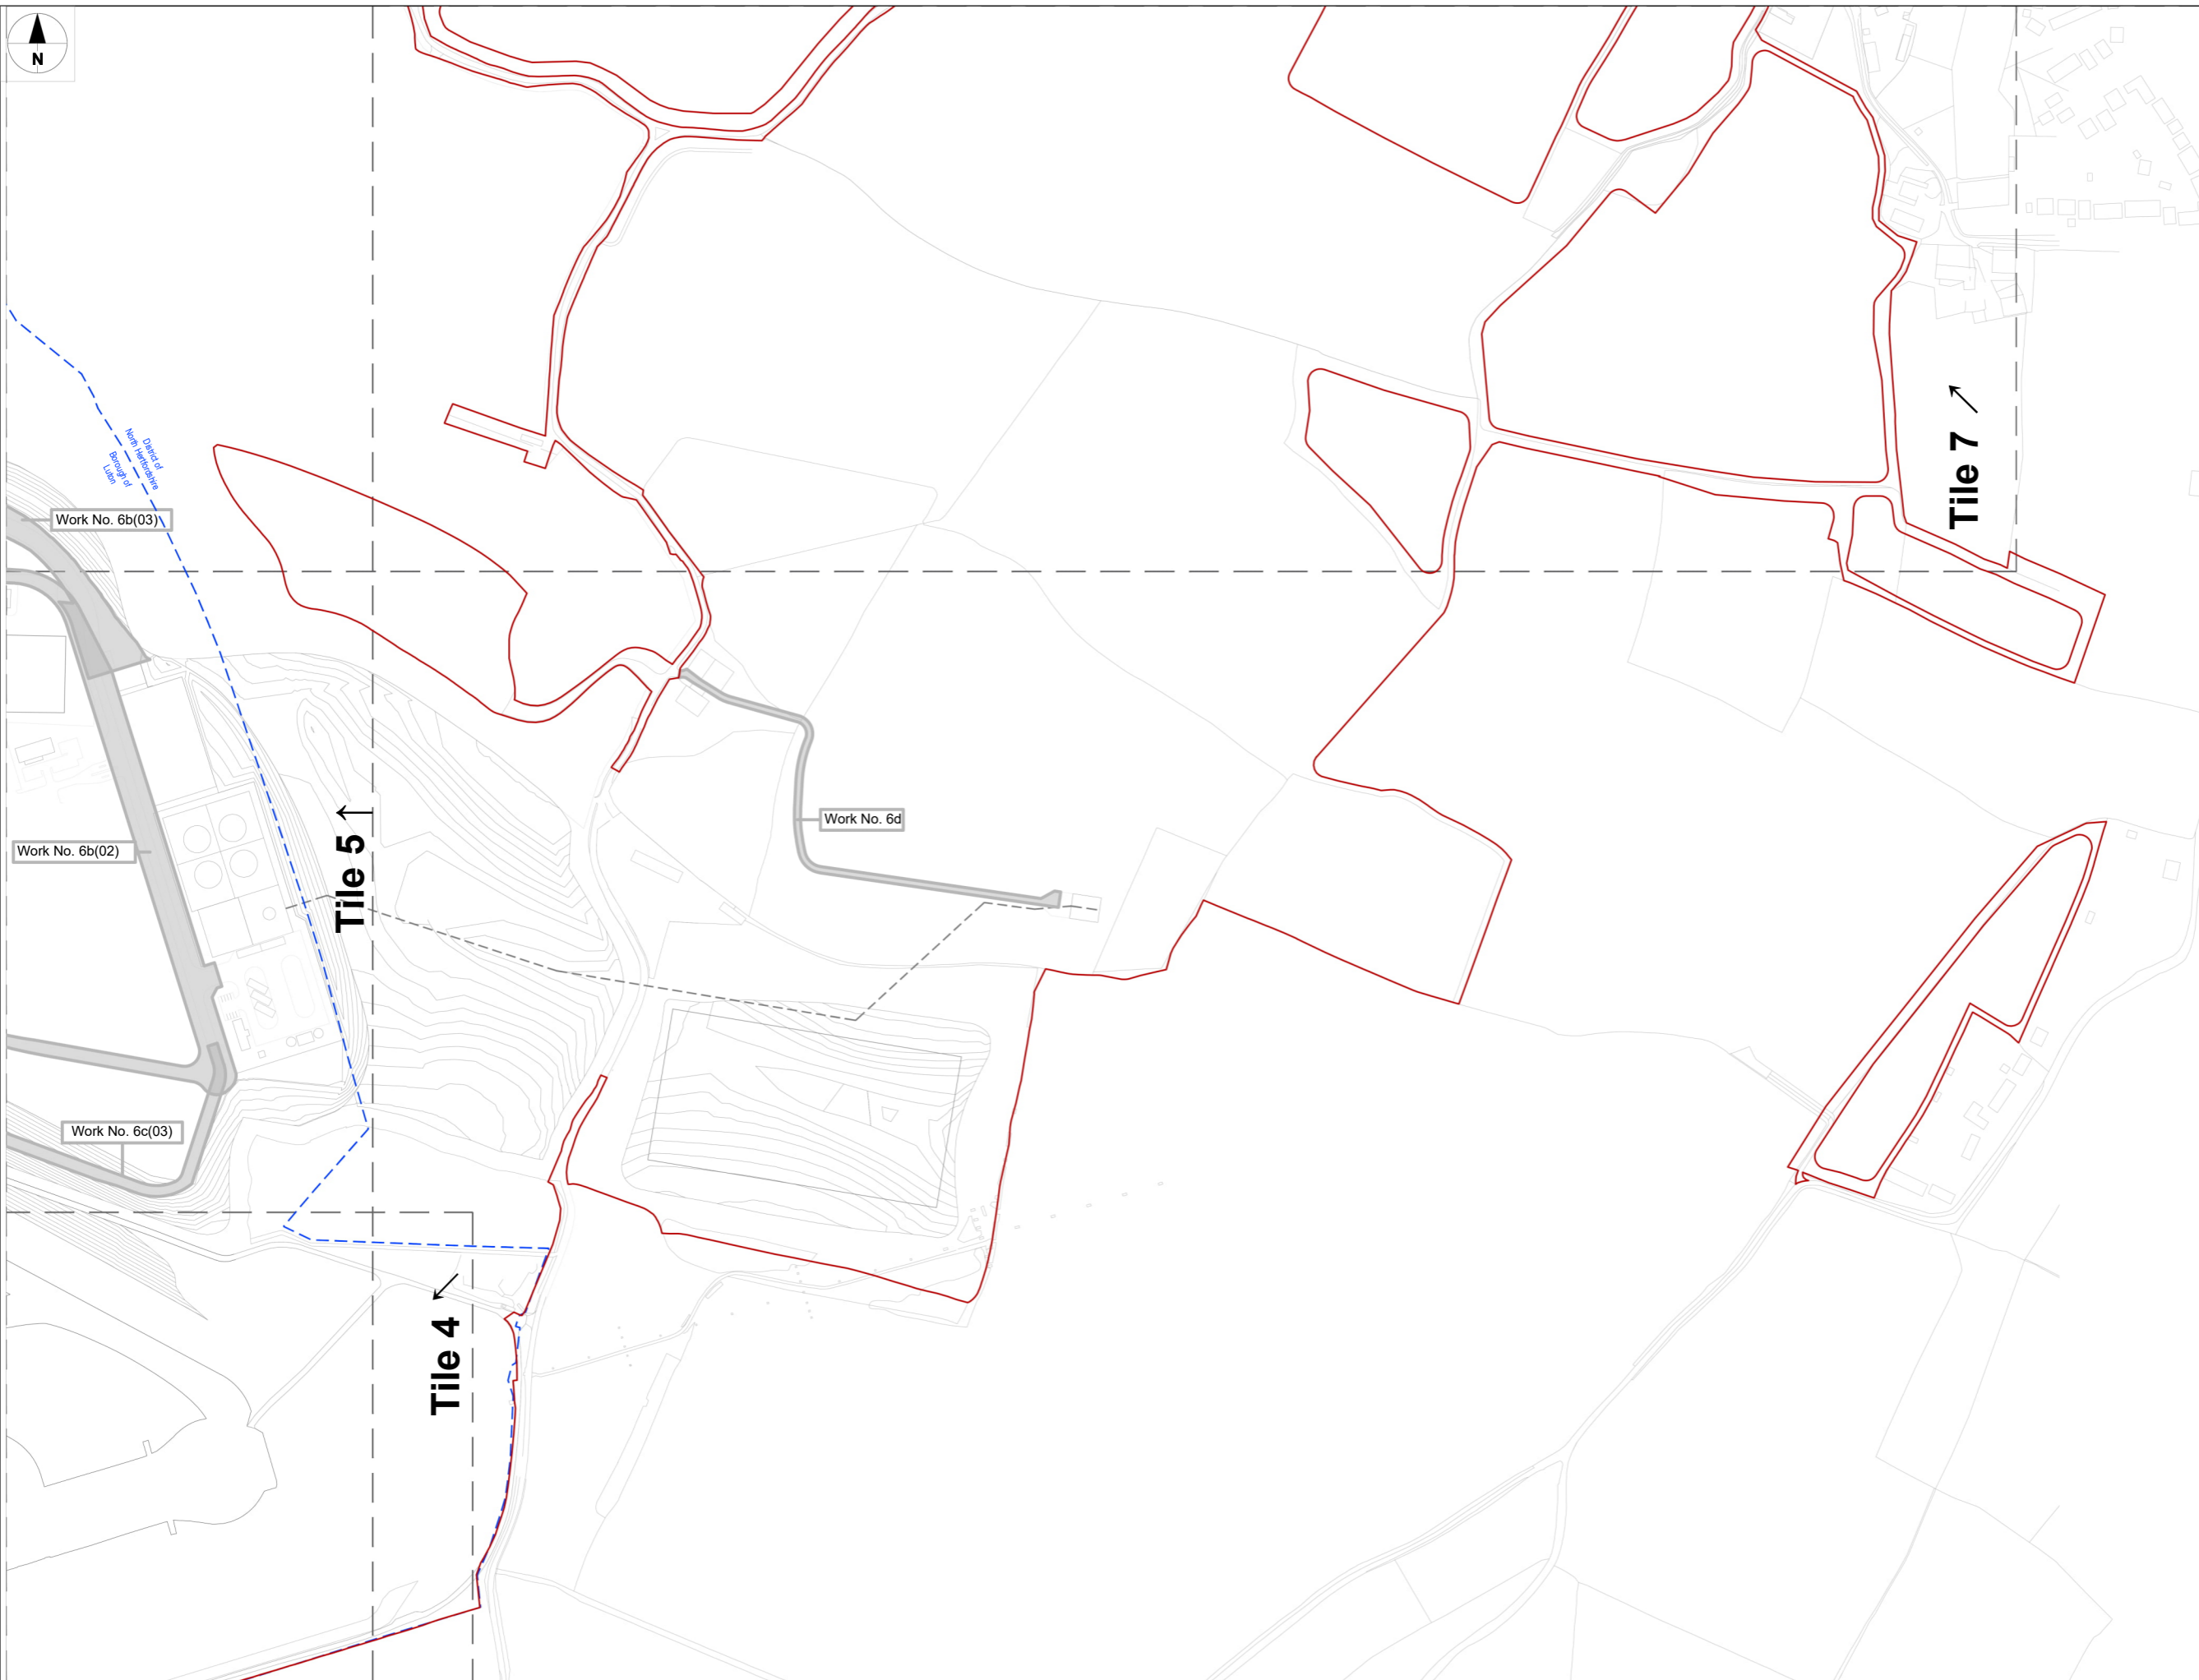 N
District of
North Hertfordshire
Borough of
Luton
Work No. 6b(03)
Tile 7
Work No. 6d
Work No. 6b(02)
Tile 5
Work No. 6c(03)
Tile 4